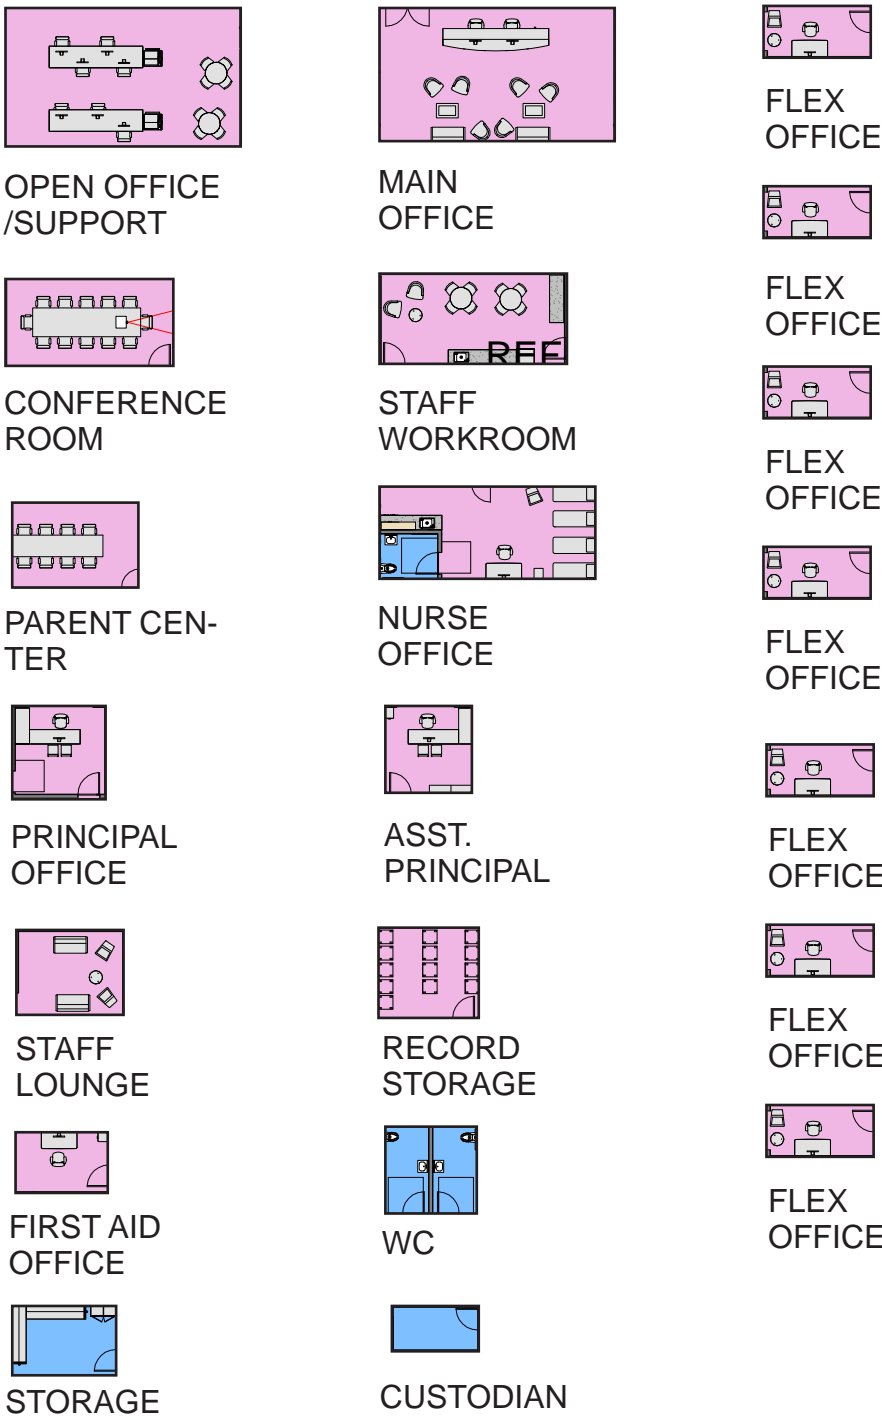 OPEN OFFICE
/SUPPORT
MAIN
OFFICE
FLEX
OFFICE
FLEX
OFFICE
CONFERENCE
ROOM
REF
STAFF
WORKROOM
FLEX
OFFICE
PARENT CEN-
TER
NURSE
OFFICE
FLEX
OFFICE
PRINCIPAL
OFFICE
ASST.
PRINCIPAL
FLEX
OFFICE
STAFF
LOUNGE
RECORD
STORAGE
FLEX
OFFICE
FIRST AID
OFFICE
WC
FLEX
OFFICE
STORAGE
CUSTODIAN